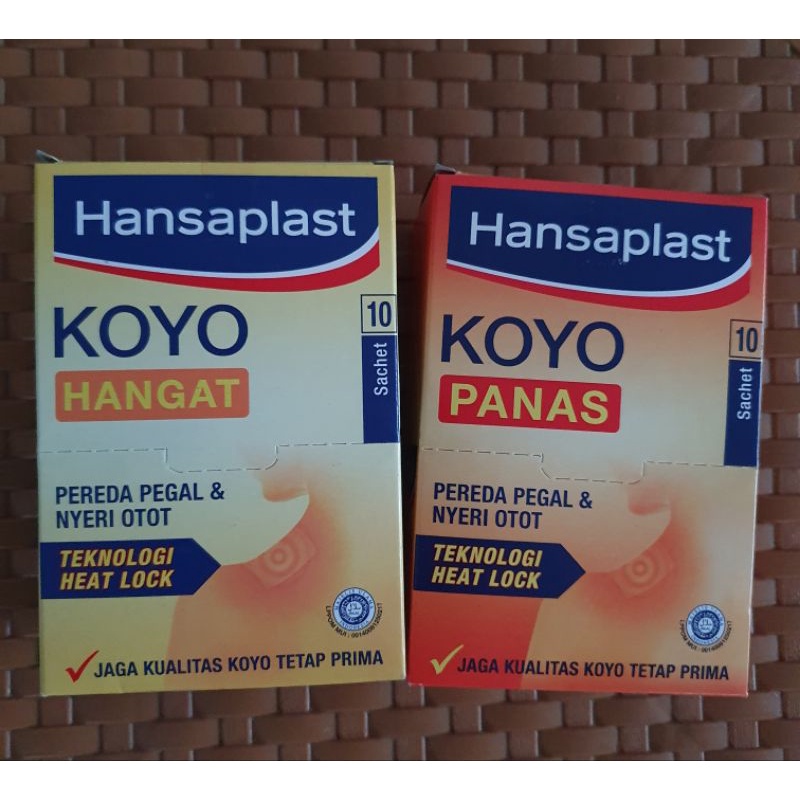 Hansaplast
KOYO
HANGAT
10
Sachet
PEREDA PEGAL &
NYERI OTOT
TEKNOLOGI
HEAT LOCK
JAGA KUALITAS KOYO TETAP PRIMA
Hansaplast
KOYO
PANAS
10
Sachet
PEREDA PEGAL &
NYERI OTOT
TEKNOLOGI
HEAT LOCK
JAGA KUALITAS KOYO TETAP PRIMA